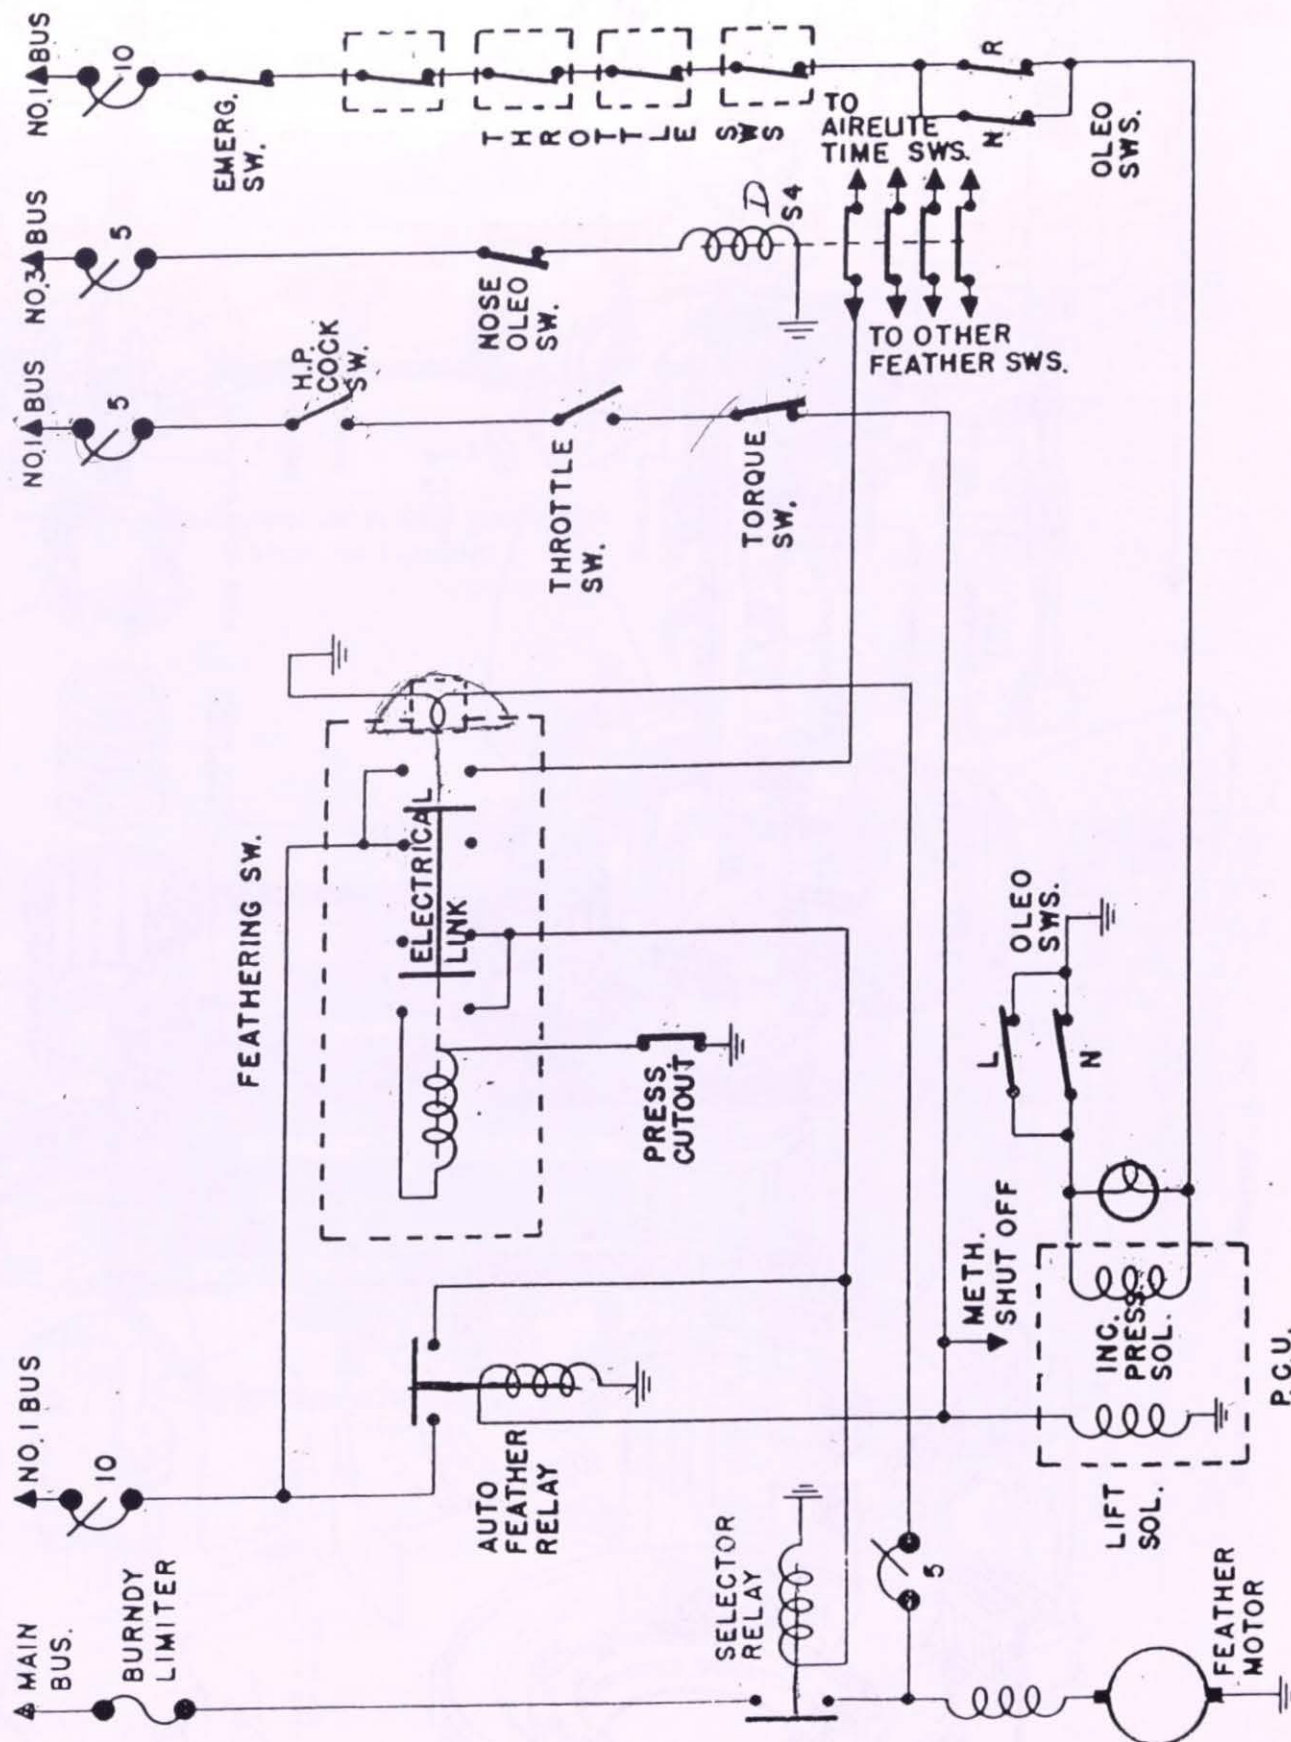 NO.1 BUS
10
EMERG.
SW.
THROTTLE SWS
TO
AIRELITE
TIME SWS.
R
N
OLEO
SWS.
NO.3 BUS
5
NOSE
OLEO
SW.
D
S4
TO OTHER
FEATHER SWS.
NO.1 BUS
5
H.P.
COCK
SW.
THROTTLE
SW.
TORQUE
SW.
FEATHERING SW.
ELECTRICAL
LINK
PRESS.
CUTOUT
OLEO
SWS.
L
N
METH.
SHUT OFF
INC.
PRESS.
SOL.
P.C.U.
LIFT
SOL.
NO.1 BUS
10
AUTO
FEATHER
RELAY
SELECTOR
RELAY
5
MAIN
BUS.
BURNDY
LIMITER
FEATHER
MOTOR